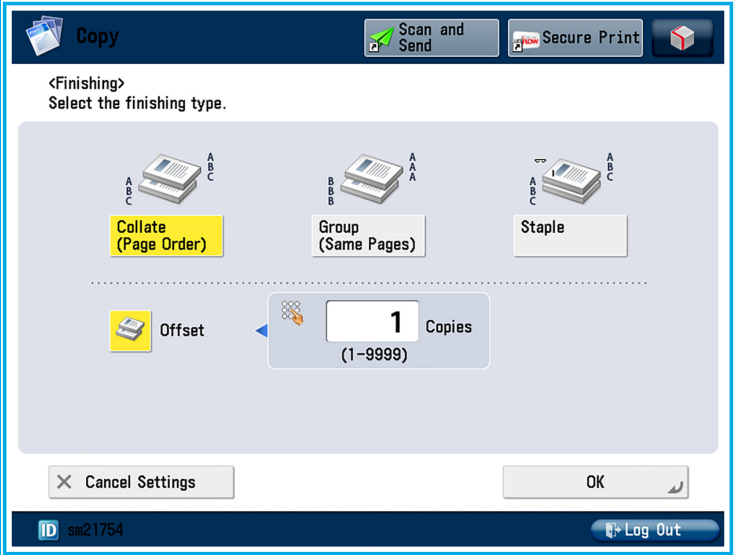 Copy
Scan and
Send
Secure Print
<Finishing>
Select the finishing type.
A
B
C
A
B
C
B
B
B
A
A
A
A
B
C
A
B
C
Collate
(Page Order)
Group
(Same Pages)
Staple
Offset
1
Copies
(1-9999)
Cancel Settings
OK
ID
sm21754
Log Out